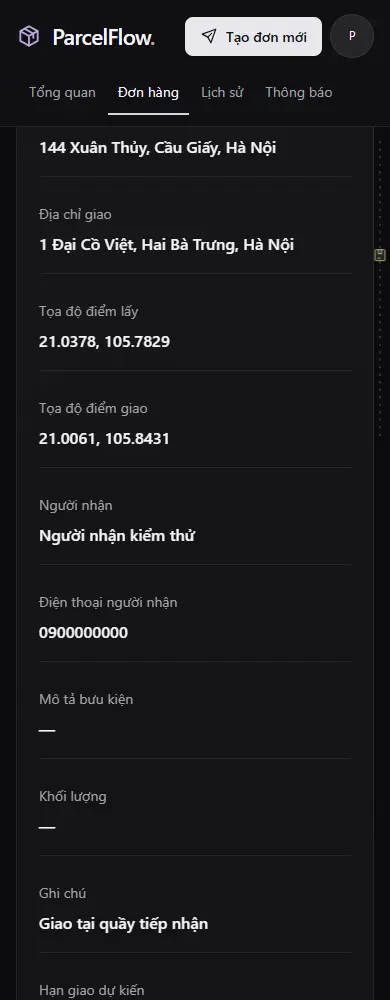 ParcelFlow.
Tạo đơn mới
P
Tổng quan
Đơn hàng
Lịch sử
Thông báo
144 Xuân Thủy, Cầu Giấy, Hà Nội
Địa chỉ giao
1 Đại Cồ Việt, Hai Bà Trưng, Hà Nội
Tọa độ điểm lấy
21.0378, 105.7829
Tọa độ điểm giao
21.0061, 105.8431
Người nhận
Người nhận kiểm thử
Điện thoại người nhận
0900000000
Mô tả bưu kiện
—
Khối lượng
—
Ghi chú
Giao tại quầy tiếp nhận
Hạn giao dự kiến